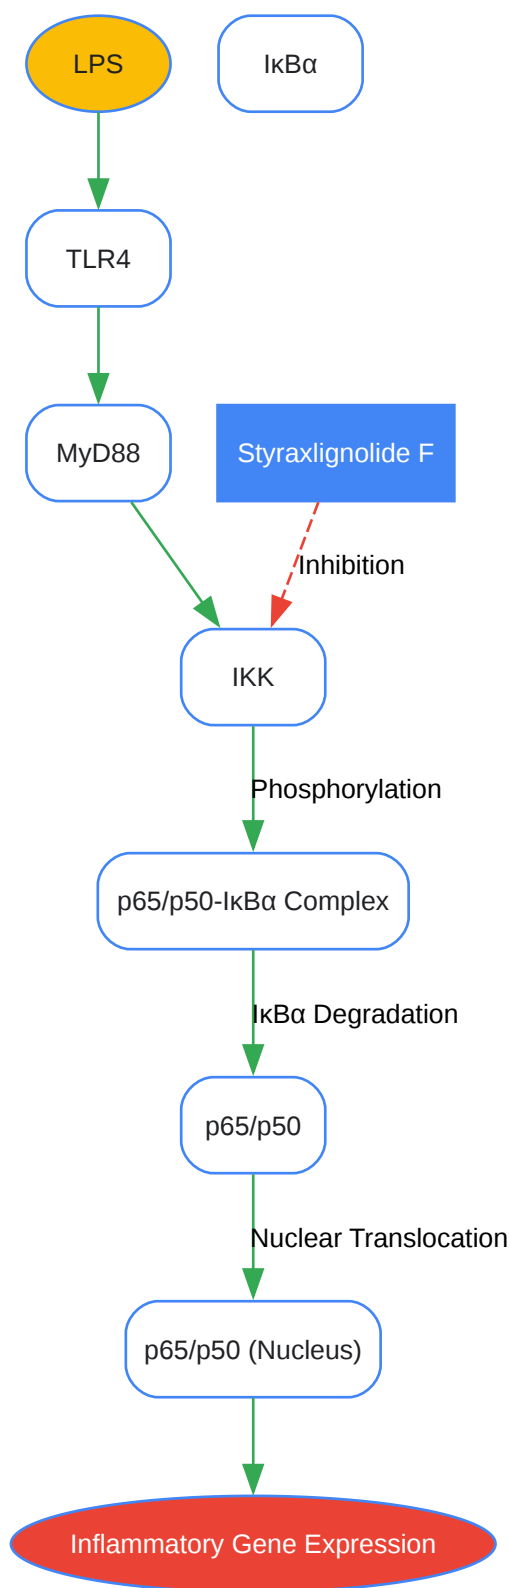 LPS
IκBα
TLR4
MyD88
Styraxlignolide F
Inhibition
IKK
Phosphorylation
p65/p50-IκBα Complex
IκBα Degradation
p65/p50
Nuclear Translocation
p65/p50 (Nucleus)
Inflammatory Gene Expression